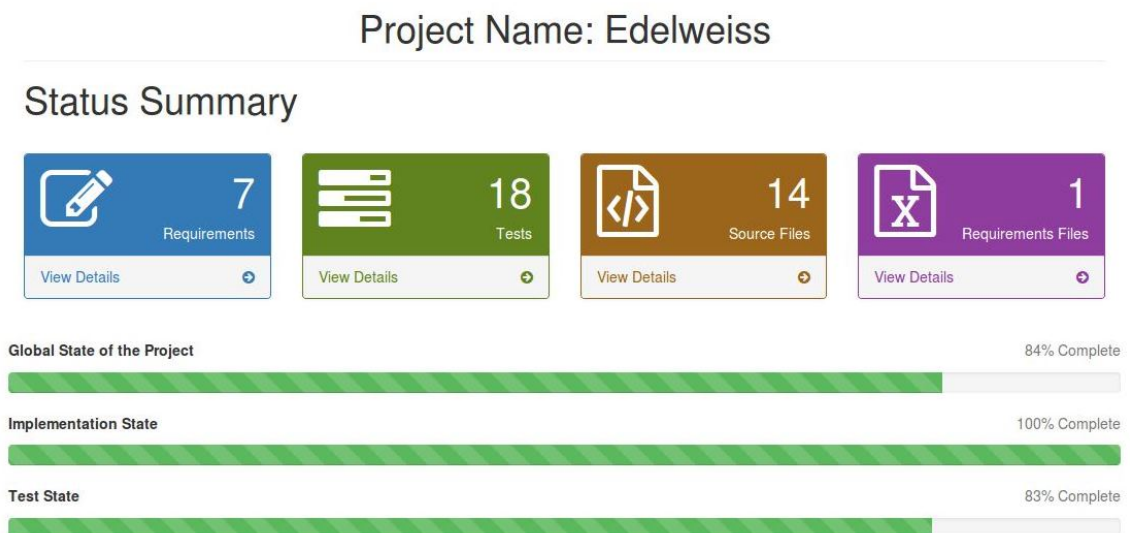 Project Name: Edelweiss
Status Summary
7
Requirements
View Details
18
Tests
View Details
</>
14
Source Files
View Details
X
1
Requirements Files
View Details
Global State of the Project 84% Complete
Implementation State 100% Complete
Test State 83% Complete